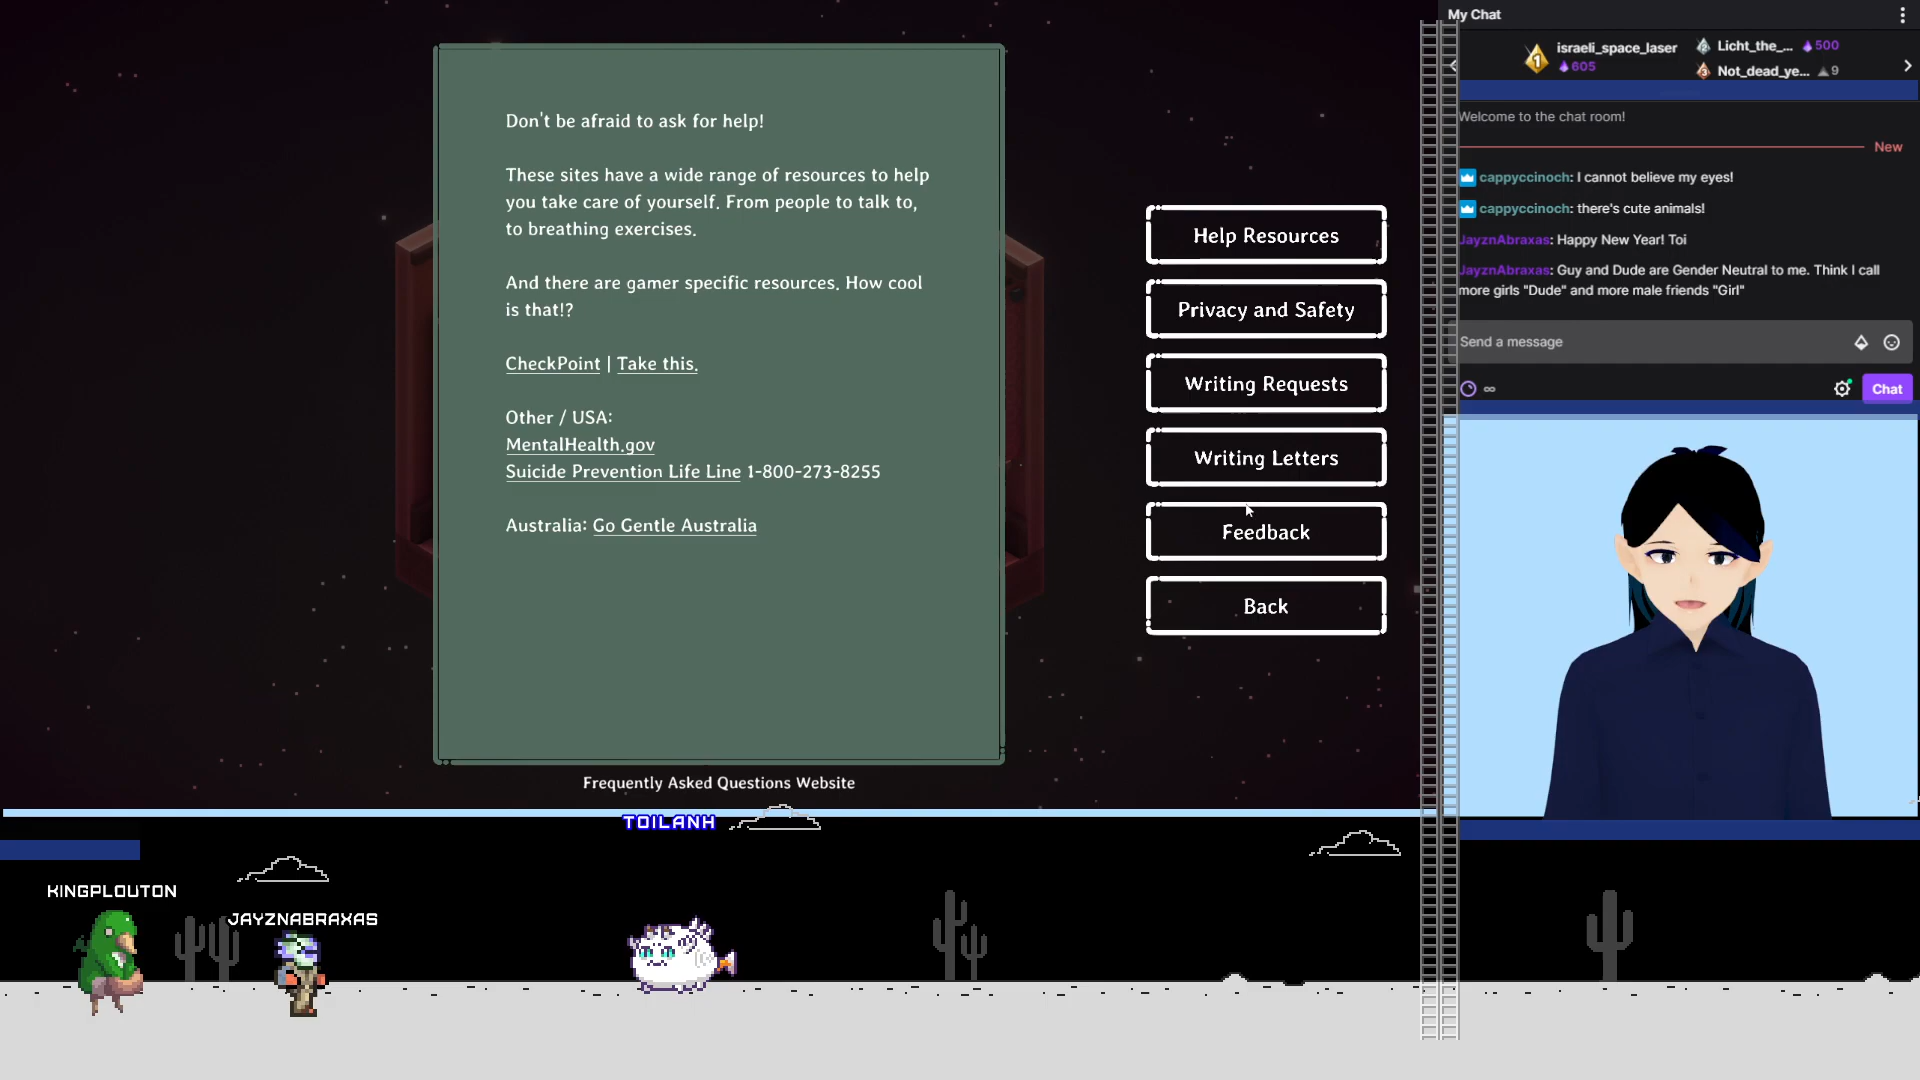 Don't be afraid to ask for help!
These sites have a wide range of resources to help
you take care of yourself. From people to talk to,
to breathing exercises.
And there are gamer specific resources. How cool
is that!?
CheckPoint | Take this.
Other / USA:
MentalHealth.gov
Suicide Prevention Life Line 1-800-273-8255
Australia: Go Gentle Australia
Frequently Asked Questions Website
Help Resources
Privacy and Safety
Writing Requests
Writing Letters
Feedback
Back
My Chat
1 israeli_space_laser
605
2 Licht_the_... 500
3 Not_dead_ye... 9
Welcome to the chat room!
New
cappyccinoch: I cannot believe my eyes!
cappyccinoch: there's cute animals!
JayznAbraxas: Happy New Year! Toi
JayznAbraxas: Guy and Dude are Gender Neutral to me. Think I call
more girls "Dude" and more male friends "Girl"
Send a message
∞
Chat
TOILANH
KINGPLOUTON
JAYZNABRAXAS